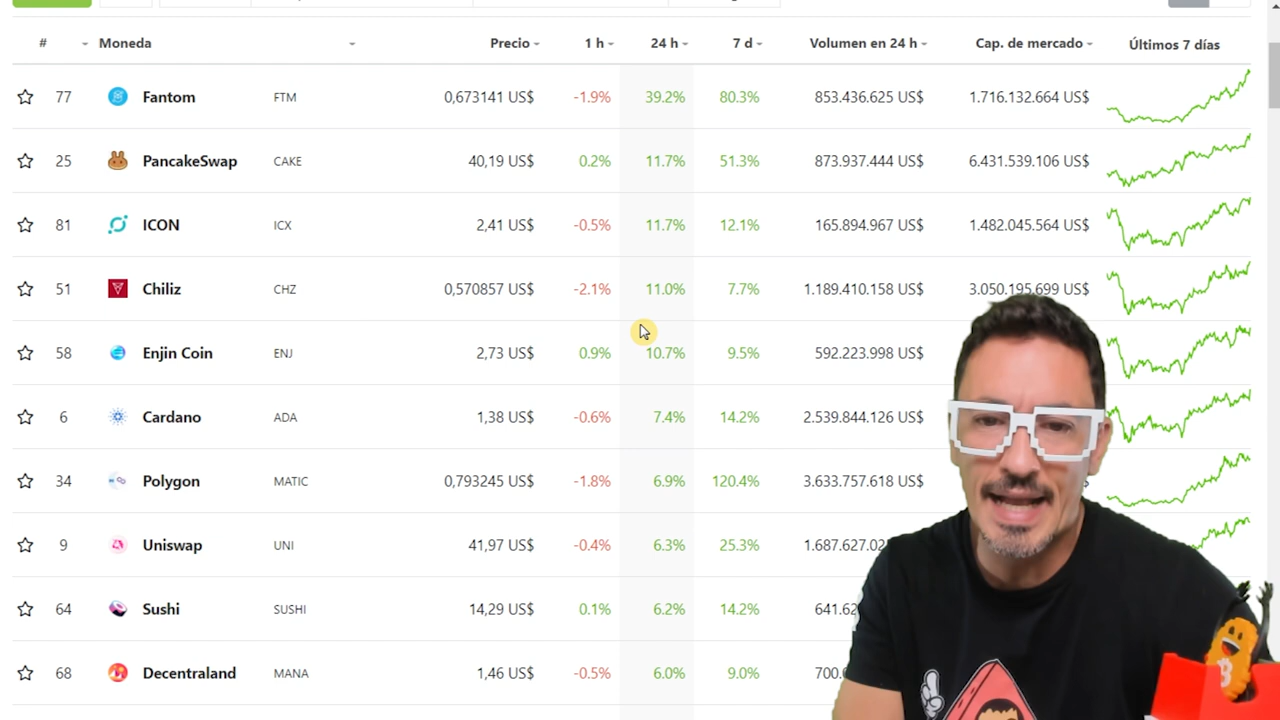 # Moneda Precio 1 h 24 h 7 d Volumen en 24 h Cap. de mercado Últimos 7 días
77 Fantom FTM 0,673141 US$ -1.9% 39.2% 80.3% 853.436.625 US$ 1.716.132.664 US$
25 PancakeSwap CAKE 40,19 US$ 0.2% 11.7% 51.3% 873.937.444 US$ 6.431.539.106 US$
81 ICON ICX 2,41 US$ -0.5% 11.7% 12.1% 165.894.967 US$ 1.482.045.564 US$
51 Chiliz CHZ 0,570857 US$ -2.1% 11.0% 7.7% 1.189.410.158 US$ 3.050.195.699 US$
58 Enjin Coin ENJ 2,73 US$ 0.9% 10.7% 9.5% 592.223.998 US$
6 Cardano ADA 1,38 US$ -0.6% 7.4% 14.2% 2.539.844.126 US$
34 Polygon MATIC 0,793245 US$ -1.8% 6.9% 120.4% 3.633.757.618 US$
9 Uniswap UNI 41,97 US$ -0.4% 6.3% 25.3%
64 Sushi SUSHI 14,29 US$ 0.1% 6.2% 14.2%
68 Decentraland MANA 1,46 US$ -0.5% 6.0% 9.0%